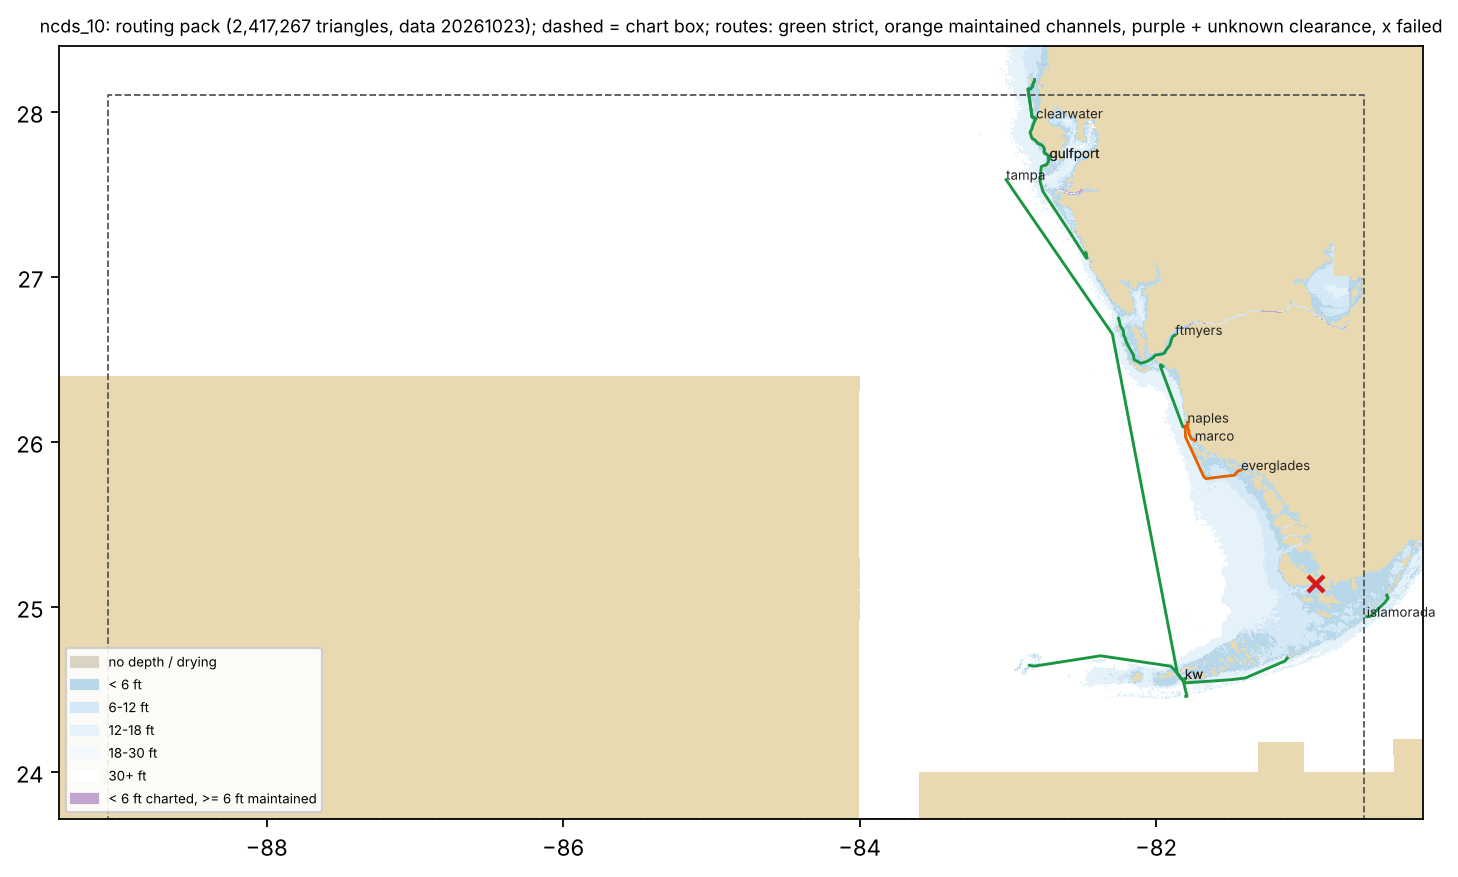 ncds_10: routing pack (2,417,267 triangles, data 20261023); dashed = chart box; routes: green strict, orange maintained channels, purple + unknown clearance, x failed
28
27
26
25
24
clearwater
gulfport
tampa
ftmyers
naples
marco
everglades
islamorada
kw
no depth / drying
< 6 ft
6-12 ft
12-18 ft
18-30 ft
30+ ft
< 6 ft charted, >= 6 ft maintained
−88
−86
−84
−82